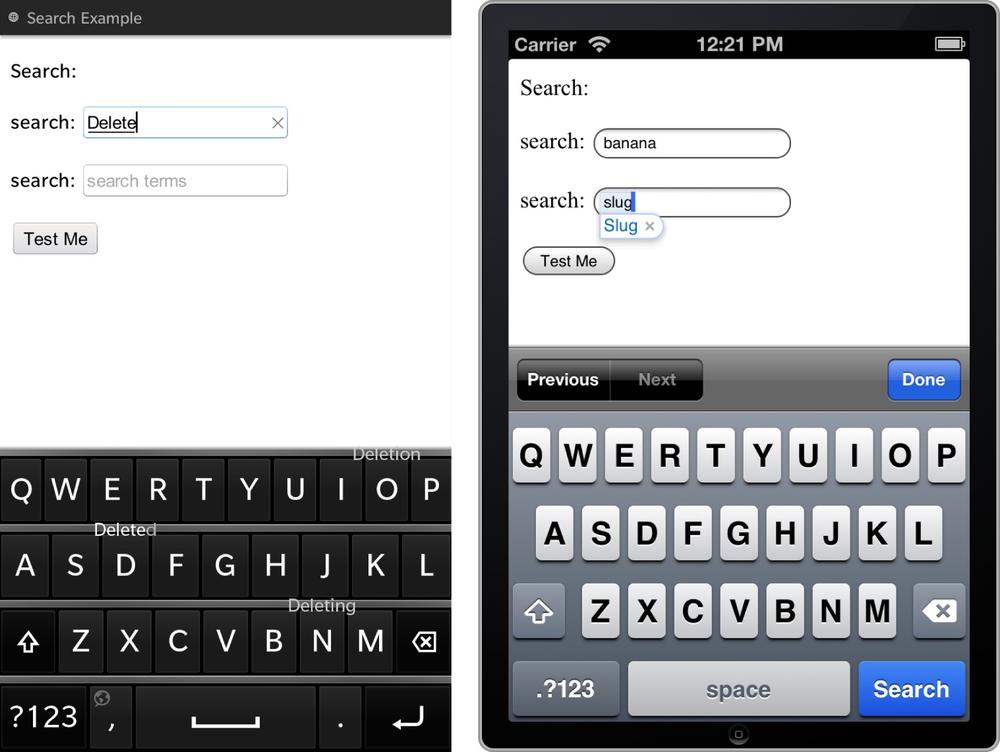 Search Example
Search:
search: Delete
search: search terms
Test Me
Deletion
Q W E R T Y U I O P
Deleted
A S D F G H J K L
Deleting
Z X C V B N M
?123 , .
Carrier 12:21 PM
Search:
search: banana
search: slug
Slug ×
Test Me
Previous Next Done
Q W E R T Y U I O P
A S D F G H J K L
Z X C V B N M
.?123 space Search